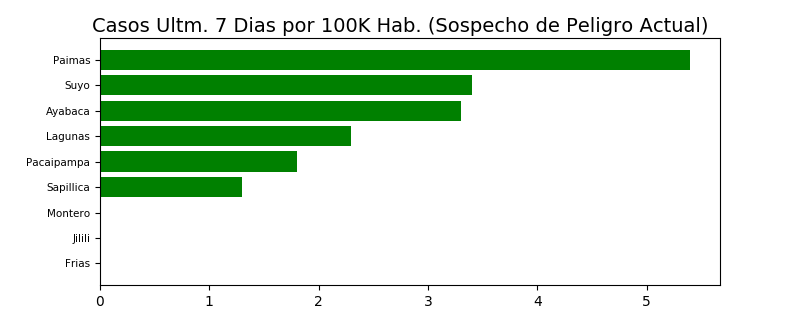 Casos Ultm. 7 Dias por 100K Hab. (Sospecho de Peligro Actual)
Paimas
Suyo
Ayabaca
Lagunas
Pacaipampa
Sapillica
Montero
Jilili
Frias
0 1 2 3 4 5